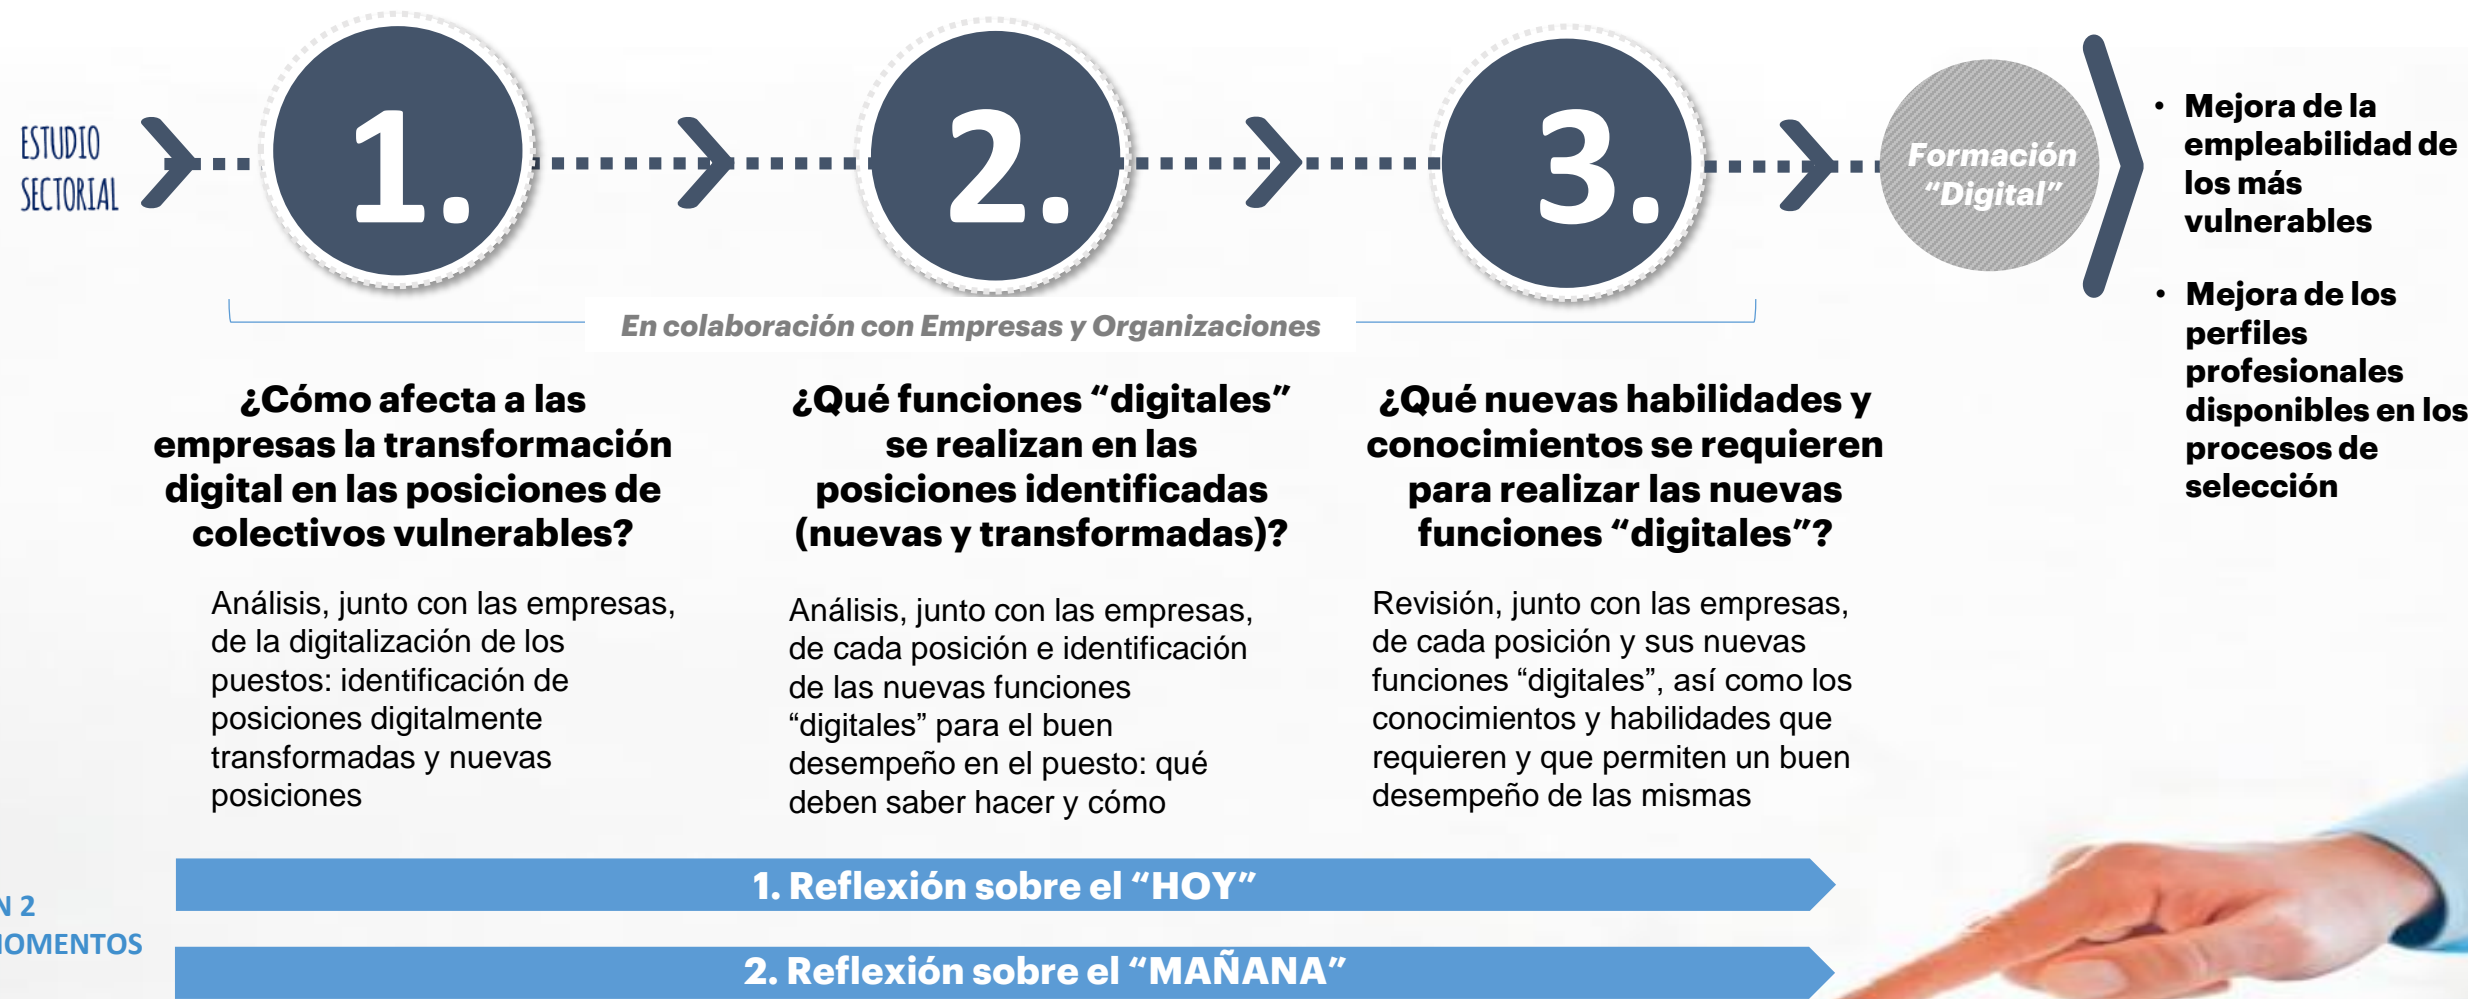 ESTUDIO
SECTORIAL
1.
2.
3.
Formación
“Digital”
• Mejora de la
empleabilidad de
los más
vulnerables
• Mejora de los
perfiles
profesionales
disponibles en los
procesos de
selección
En colaboración con Empresas y Organizaciones
¿Cómo afecta a las
empresas la transformación
digital en las posiciones de
colectivos vulnerables?
Análisis, junto con las empresas,
de la digitalización de los
puestos: identificación de
posiciones digitalmente
transformadas y nuevas
posiciones
¿Qué funciones “digitales”
se realizan en las
posiciones identificadas
(nuevas y transformadas)?
Análisis, junto con las empresas,
de cada posición e identificación
de las nuevas funciones
“digitales” para el buen
desempeño en el puesto: qué
deben saber hacer y cómo
¿Qué nuevas habilidades y
conocimientos se requieren
para realizar las nuevas
funciones “digitales”?
Revisión, junto con las empresas,
de cada posición y sus nuevas
funciones “digitales”, así como los
conocimientos y habilidades que
requieren y que permiten un buen
desempeño de las mismas
N 2
OMENTOS
1. Reflexión sobre el “HOY”
2. Reflexión sobre el “MAÑANA”